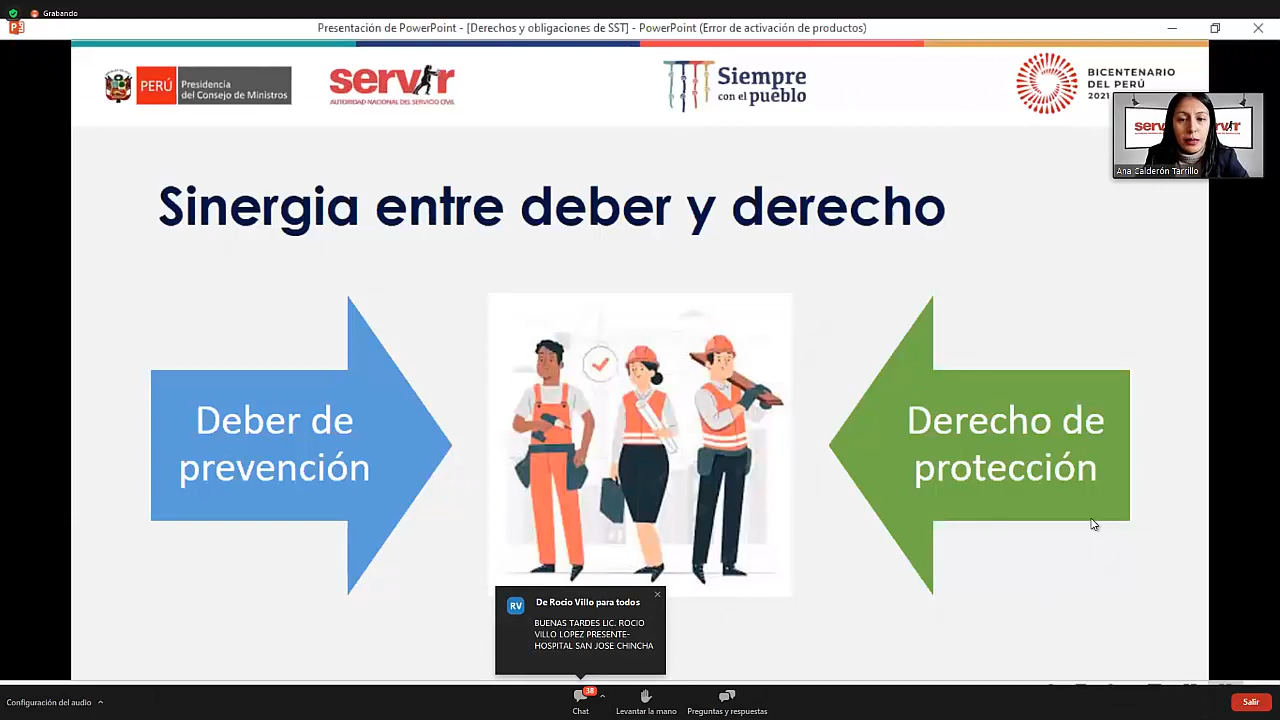 Grabando
Presentación de PowerPoint - [Derechos y obligaciones de SST] - PowerPoint (Error de activación de productos)
PERÚ
Presidencia
del Consejo de Ministros
servir
AUTORIDAD NACIONAL DEL SERVICIO CIVIL
Siempre
con el pueblo
BICENTENARIO
DEL PERÚ
2021
Ana Calderón Tarrillo
Sinergia entre deber y derecho
Deber de
prevención
Derecho de
protección
RV
De Rocio Villo para todos
BUENAS TARDES LIC. ROCIO
VILLO LOPEZ PRESENTE-
HOSPITAL SAN JOSE CHINCHA
Configuración del audio
38
Chat
Levantar la mano
Preguntas y respuestas
Salir